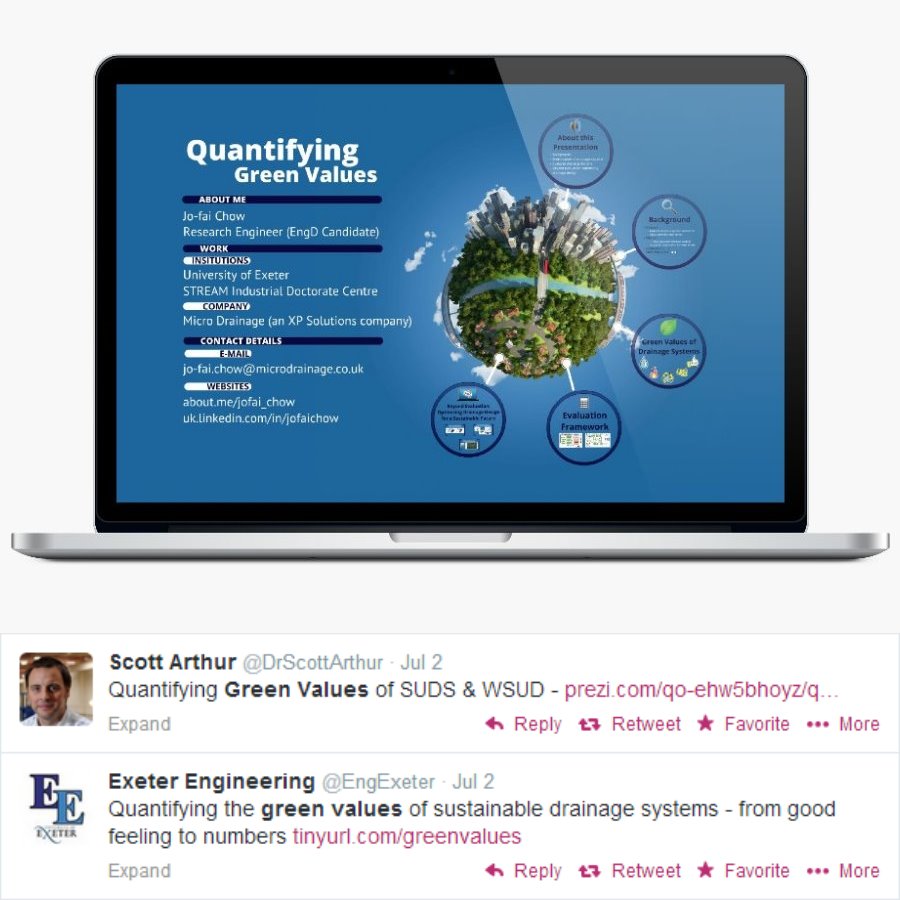 Quantifying
Green Values
ABOUT ME
Jo-fai Chow
Research Engineer (EngD Candidate)
WORK
INSITUTIONS
University of Exeter
STREAM Industrial Doctorate Centre
COMPANY
Micro Drainage (an XP Solutions company)
CONTACT DETAILS
E-MAIL
jo-fai.chow@microdrainage.co.uk
WEBSITES
about.me/jofai_chow
uk.linkedin.com/in/jofaichow
About this
Presentation
Background
Green Values of
Drainage Systems
Evaluation
Framework
Beyond Evaluation
Scott Arthur @DrScottArthur · Jul 2
Quantifying Green Values of SUDS & WSUD - prezi.com/qo-ehw5bhoyz/q…
Expand Reply Retweet Favorite More
EE
EXETER
Exeter Engineering @EngExeter · Jul 2
Quantifying the green values of sustainable drainage systems - from good
feeling to numbers tinyurl.com/greenvalues
Expand Reply Retweet Favorite More